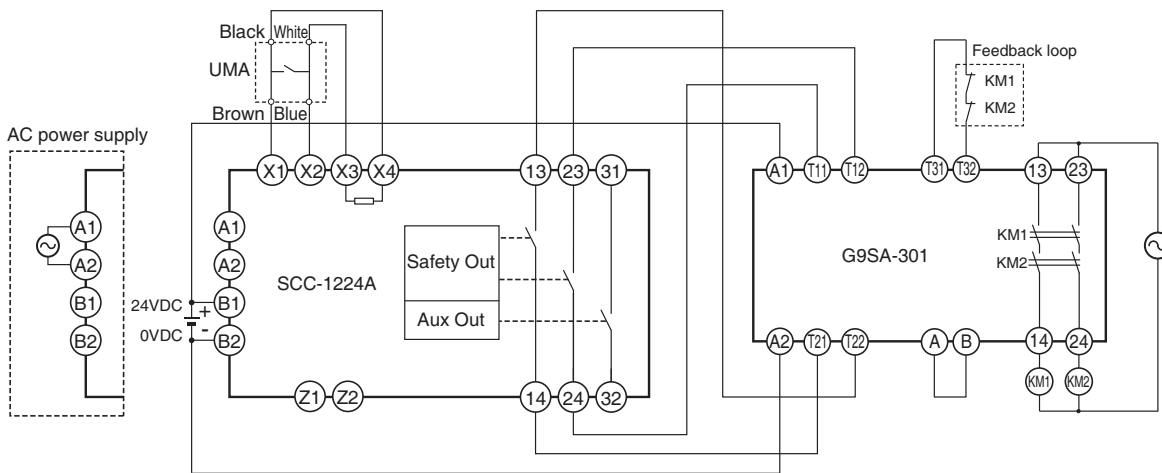 Black White
UMA
Brown Blue
Feedback loop
KM1
KM2
AC power supply
X1 X2 X3 X4 13 23 31
A1 T11 T12 T31 T32 13 23
A1
A2
B1
B2
A1
A2
B1
B2
24VDC +
0VDC -
SCC-1224A
Safety Out
Aux Out
G9SA-301
KM1
KM2
Z1 Z2 14 24 32
A2 T21 T22 A B 14 24
KM1 KM2